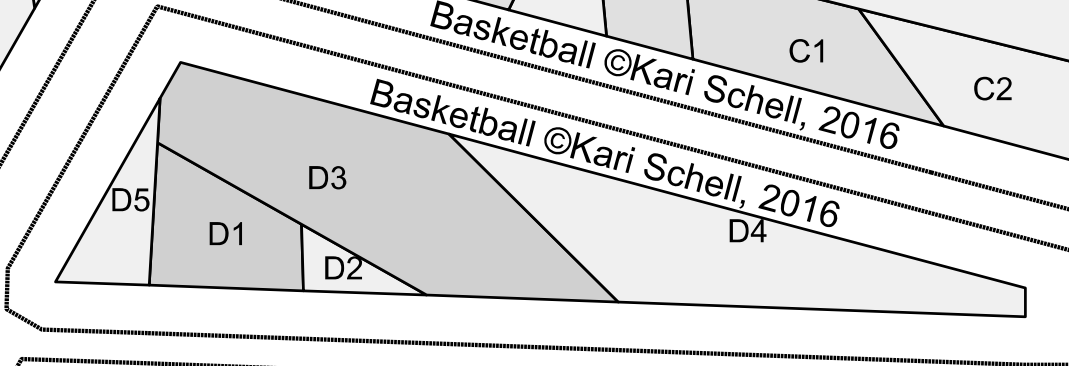 Basketball ©Kari Schell, 2016
C1
C2
Basketball ©Kari Schell, 2016
D3
D5
D1
D4
D2